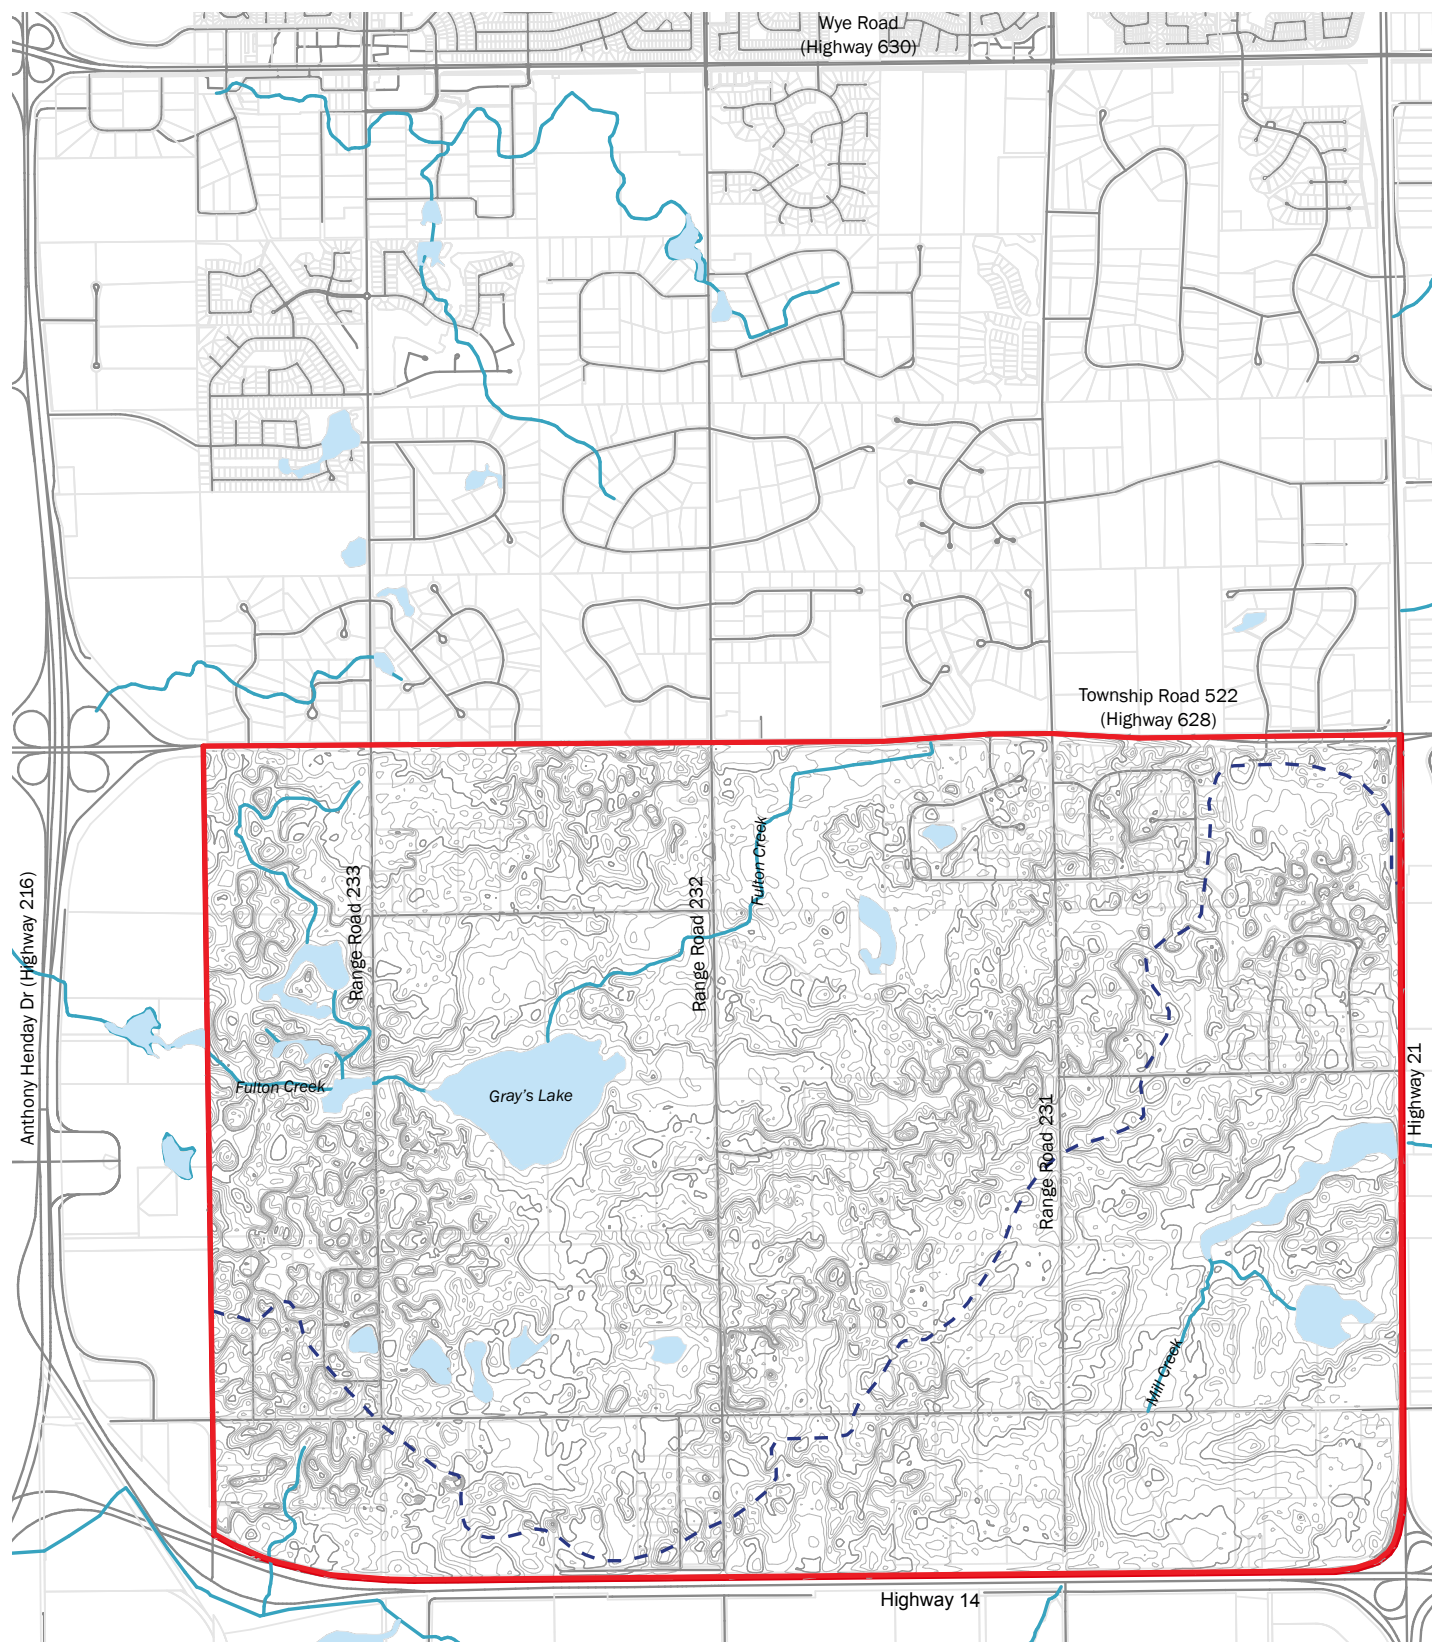 Wye Road
(Highway 630)
Township Road 522
(Highway 628)
Fulton Creek
Range Road 233
Range Road 232
Anthony Henday Dr (Highway 216)
Highway 21
Fulton Creek
Gray's Lake
Range Road 231
Mill Creek
Highway 14